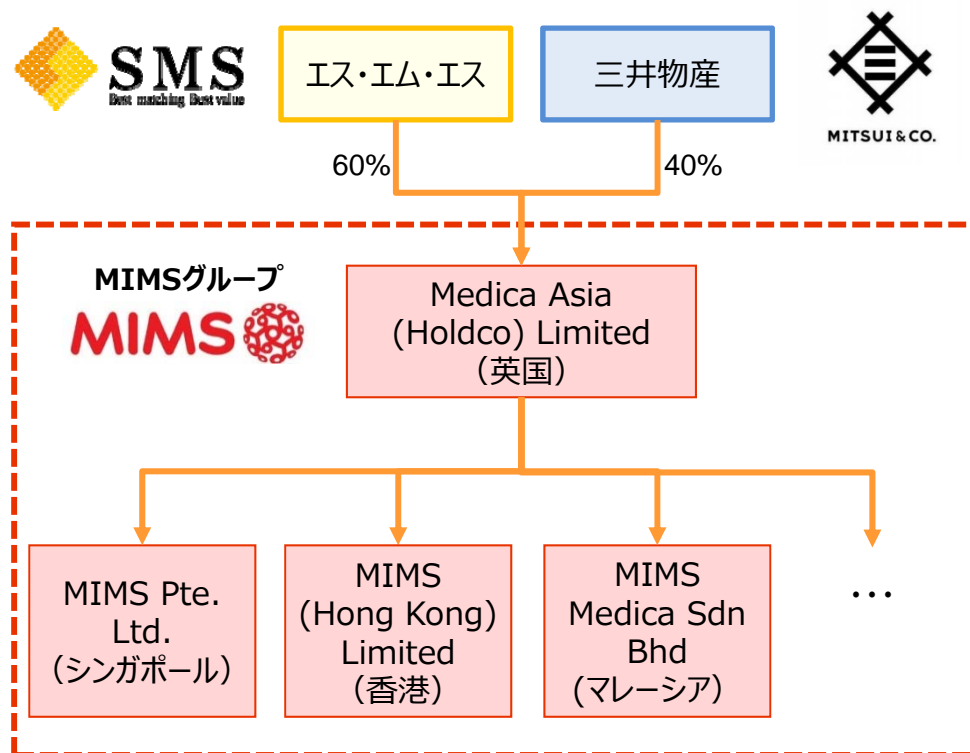 SMS
Best matching Best value
エス・エム・エス
三井物産
MITSUI & CO.
60%
40%
MIMSグループ
MIMS
Medica Asia
(Holdco) Limited
（英国）
MIMS Pte.
Ltd.
（シンガポール）
MIMS
(Hong Kong)
Limited
（香港）
MIMS
Medica Sdn
Bhd
(マレーシア）
…